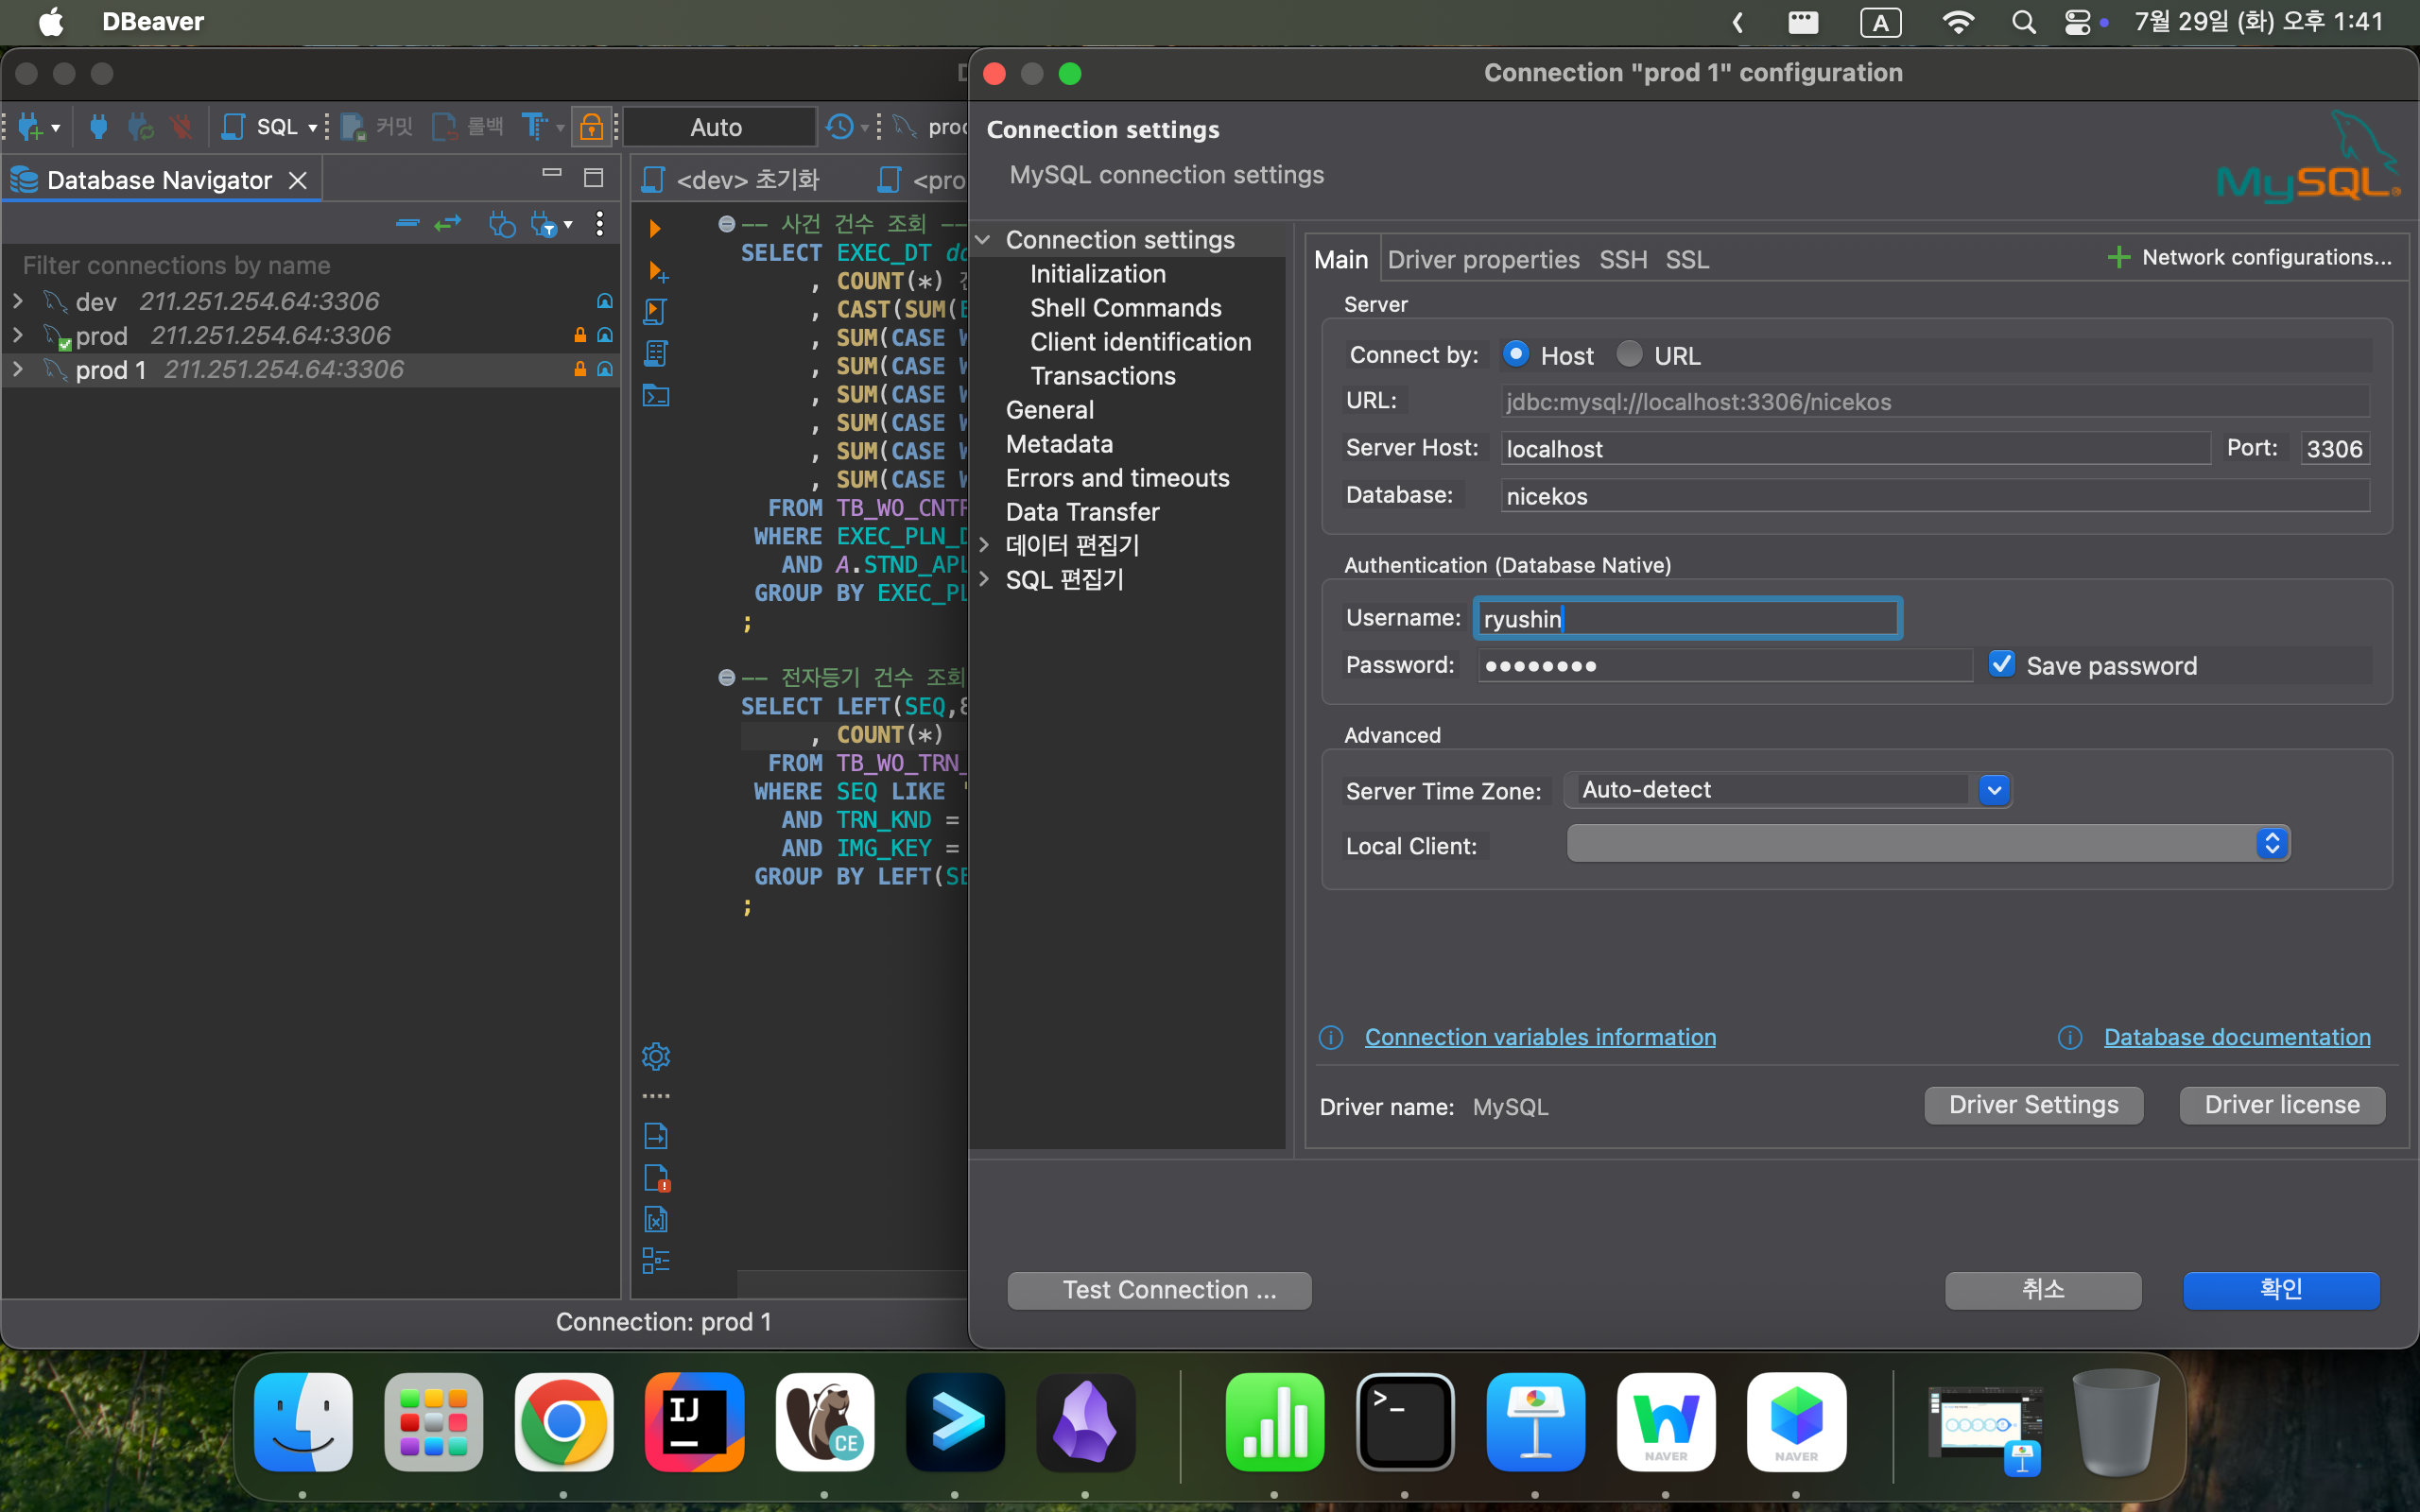 DBeaver
A
7월 29일 (화) 오후 1:41
Connection "prod 1" configuration
SQL
커밋
롤백
Auto
Connection settings
MySQL connection settings
MySQL
Database Navigator
<dev> 초기화
Filter connections by name
dev 211.251.254.64:3306
prod 211.251.254.64:3306
prod 1 211.251.254.64:3306
-- 사건 건수 조회 --
SELECT EXEC_DT
, COUNT(*)
, CAST(SUM(
, SUM(CASE
, SUM(CASE
, SUM(CASE
, SUM(CASE
, SUM(CASE
, SUM(CASE
FROM
WHERE
AND
GROUP BY
;
-- 전자등기 건수 조회
SELECT LEFT(SEQ,
, COUNT(*)
FROM
WHERE SEQ LIKE '
AND TRN_KND =
AND IMG_KEY =
GROUP BY LEFT(
;
Connection: prod 1
Connection settings
Initialization
Shell Commands
Client identification
Transactions
General
Metadata
Errors and timeouts
Data Transfer
데이터 편집기
SQL 편집기
Main Driver properties SSH SSL
Network configurations...
Server
Connect by: Host URL
URL: jdbc:mysql://localhost:3306/nicekos
Server Host: localhost Port: 3306
Database: nicekos
Authentication (Database Native)
Username: ryushin
Password: •••••••• Save password
Advanced
Server Time Zone: Auto-detect
Local Client:
Connection variables information
Database documentation
Driver name: MySQL
Driver Settings
Driver license
Test Connection ...
취소
확인
IJ
CE
>_
NAVER
NAVER